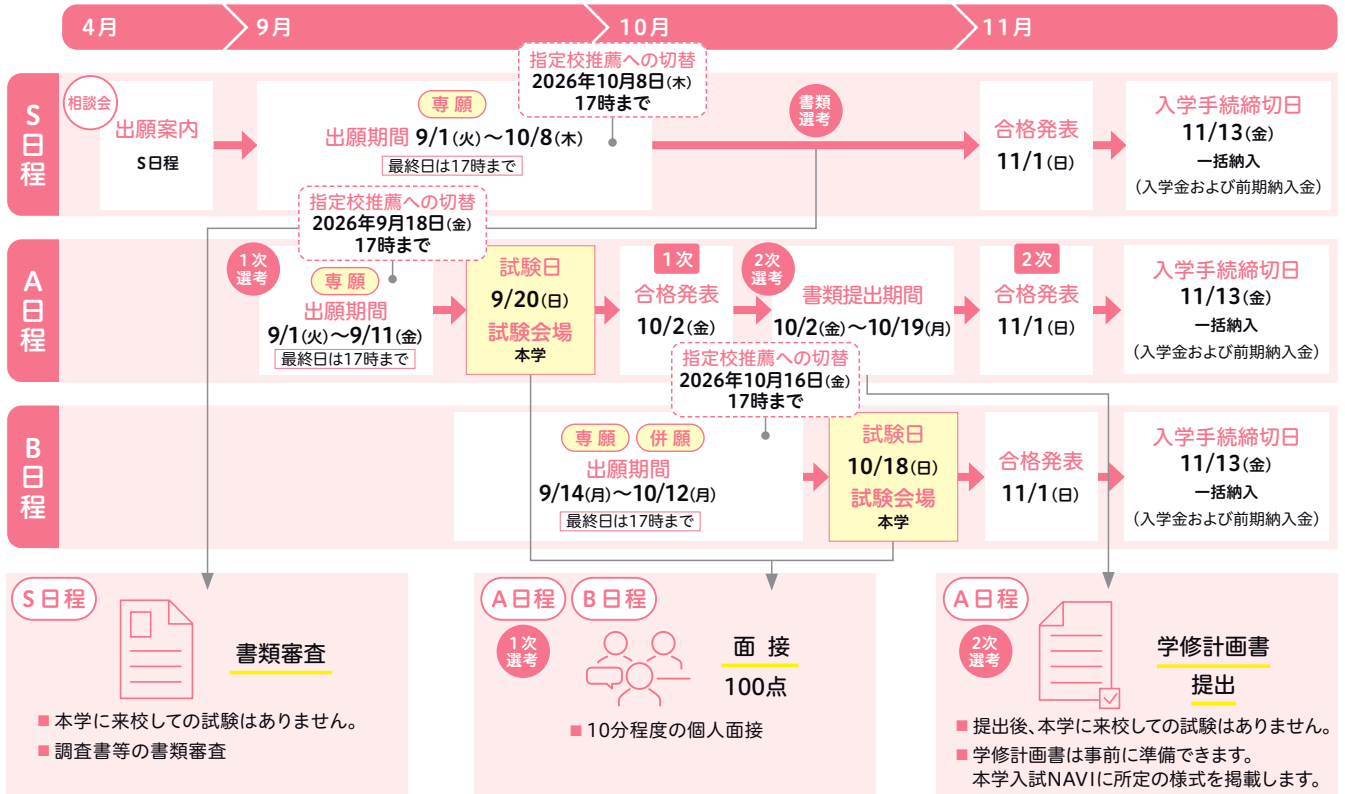 4月
9月
10月
11月
S日程
相談会
出願案内
S日程
専願
出願期間 9/1(火)～10/8(木)
最終日は17時まで
指定校推薦への切替
2026年10月8日(木)
17時まで
書類
選考
合格発表
11/1(日)
入学手続締切日
11/13(金)
一括納入
(入学金および前期納入金)
A日程
1次
選考
専願
出願期間
9/1(火)～9/11(金)
最終日は17時まで
指定校推薦への切替
2026年9月18日(金)
17時まで
試験日
9/20(日)
試験会場
本学
1次
合格発表
10/2(金)
2次
選考
書類提出期間
10/2(金)～10/19(月)
2次
合格発表
11/1(日)
入学手続締切日
11/13(金)
一括納入
(入学金および前期納入金)
B日程
専願
併願
出願期間
9/14(月)～10/12(月)
最終日は17時まで
指定校推薦への切替
2026年10月16日(金)
17時まで
試験日
10/18(日)
試験会場
本学
合格発表
11/1(日)
入学手続締切日
11/13(金)
一括納入
(入学金および前期納入金)
S日程
書類審査
■ 本学に来校しての試験はありません。
■ 調査書等の書類審査
A日程
B日程
1次
選考
面接
100点
■ 10分程度の個人面接
A日程
2次
選考
学修計画書
提出
■ 提出後、本学に来校しての試験はありません。
■ 学修計画書は事前に準備できます。
本学入試NAVIに所定の様式を掲載します。